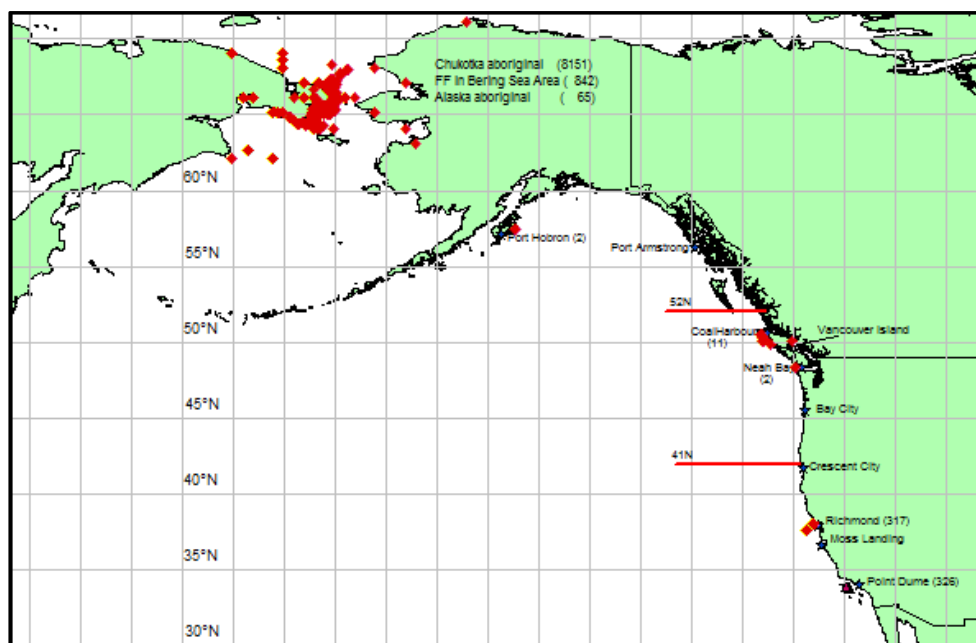 Chukotka aboriginal (8151)
FF in Bering Sea Area ( 842)
Alaska aboriginal ( 65)
60°N
Port Hobron (2)
Port Armstrong
55°N
52N
50°N
CoalHarbour
(11)
Vancouver Island
Neah Bay
(2)
45°N
Bay City
41N
Crescent City
40°N
Richmond (317)
Moss Landing
35°N
Point Dume (326)
30°N